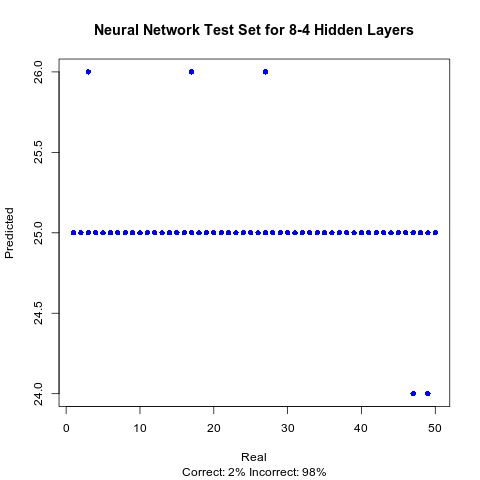 Neural Network Test Set for 8-4 Hidden Layers
26.0
25.5
25.0
24.5
24.0
Predicted
0 10 20 30 40 50
Real
Correct: 2% Incorrect: 98%